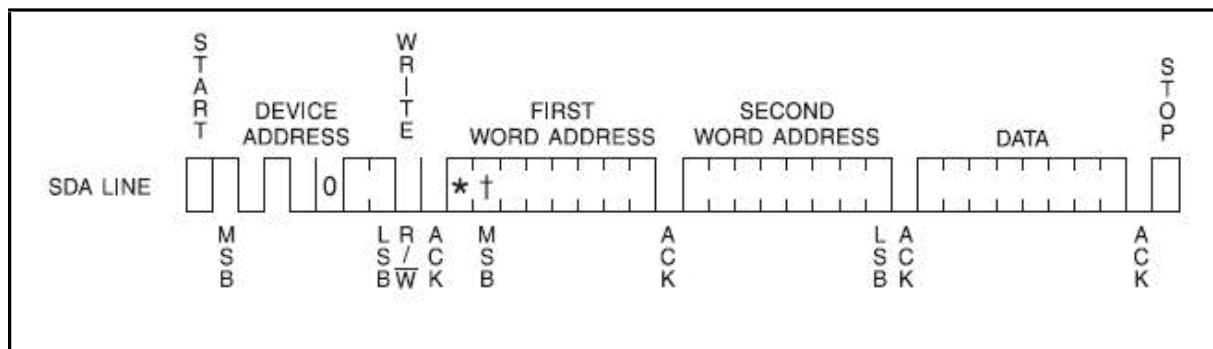 START
WRITE
STOP
DEVICE
ADDRESS
FIRST
WORD ADDRESS
SECOND
WORD ADDRESS
DATA
SDA LINE
0
* †
MSB
LSB
R/W̅
ACK
MSB
ACK
LSB
ACK
ACK